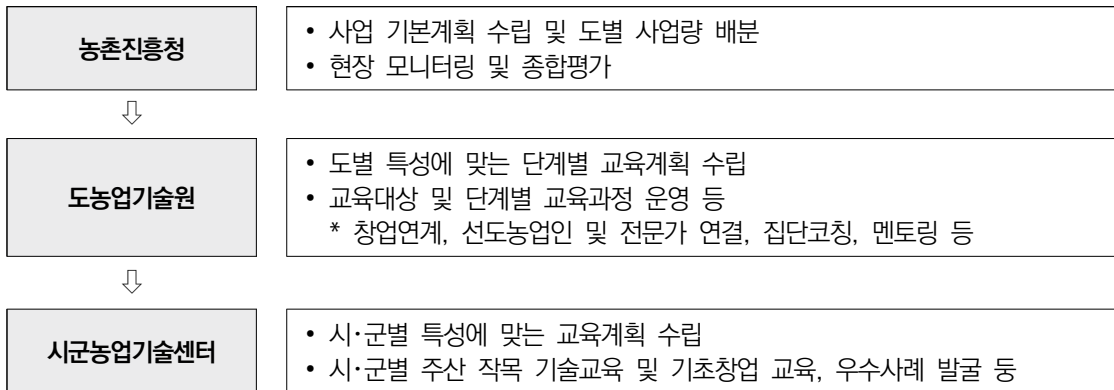 농촌진흥청
• 사업 기본계획 수립 및 도별 사업량 배분
• 현장 모니터링 및 종합평가
⇩
도농업기술원
• 도별 특성에 맞는 단계별 교육계획 수립
• 교육대상 및 단계별 교육과정 운영 등
* 창업연계, 선도농업인 및 전문가 연결, 집단코칭, 멘토링 등
⇩
시군농업기술센터
• 시·군별 특성에 맞는 교육계획 수립
• 시·군별 주산 작목 기술교육 및 기초창업 교육, 우수사례 발굴 둥